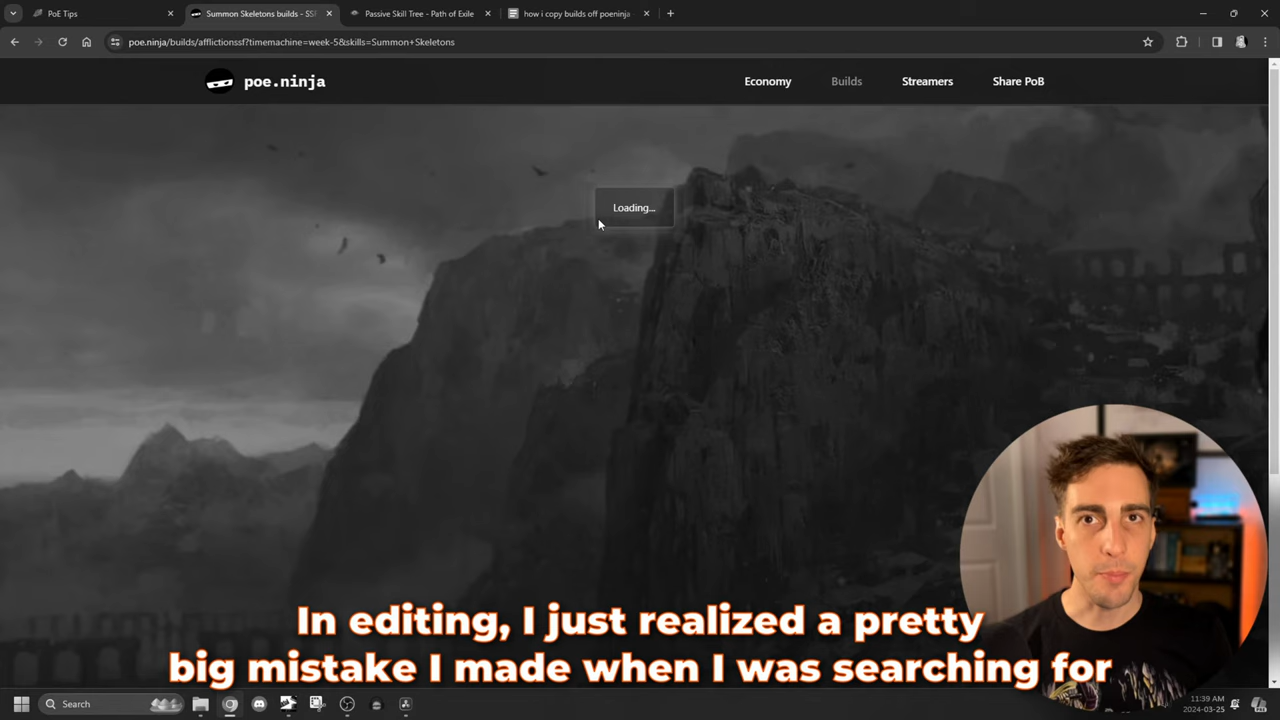 PoE Tips
Summon Skeletons builds - SSF
Passive Skill Tree - Path of Exile
how i copy builds off poeninja
poe.ninja/builds/afflictionssf?timemachine=week-5&skills=Summon+Skeletons
poe.ninja
Economy
Builds
Streamers
Share PoB
Loading...
In editing, I just realized a pretty
big mistake I made when I was searching for
Search
11:39 AM
2024-03-25